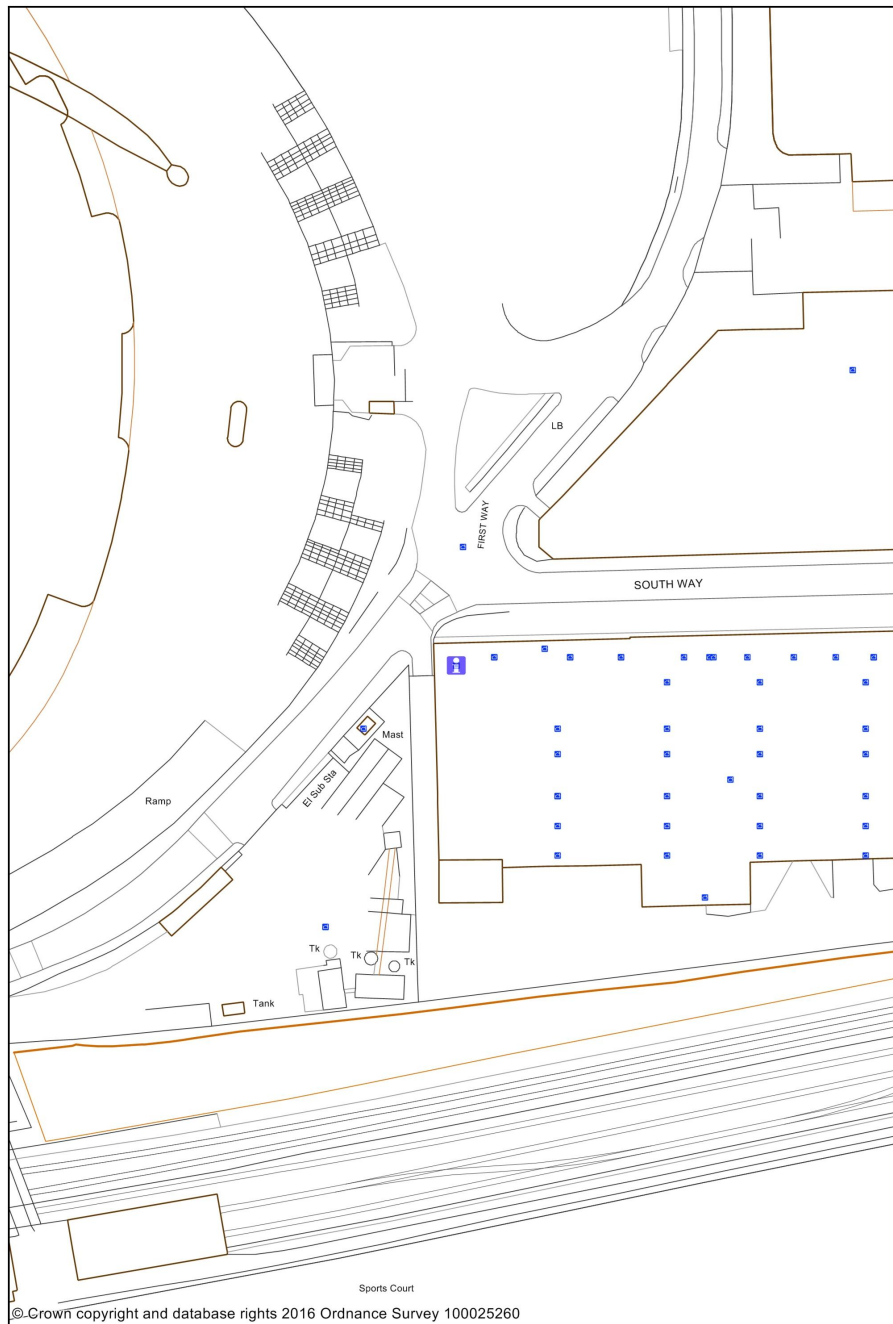 LB
FIRST WAY
SOUTH WAY
Mast
El Sub Sta
Ramp
Tk
Tk
Tk
Tank
Sports Court
© Crown copyright and database rights 2016 Ordnance Survey 100025260